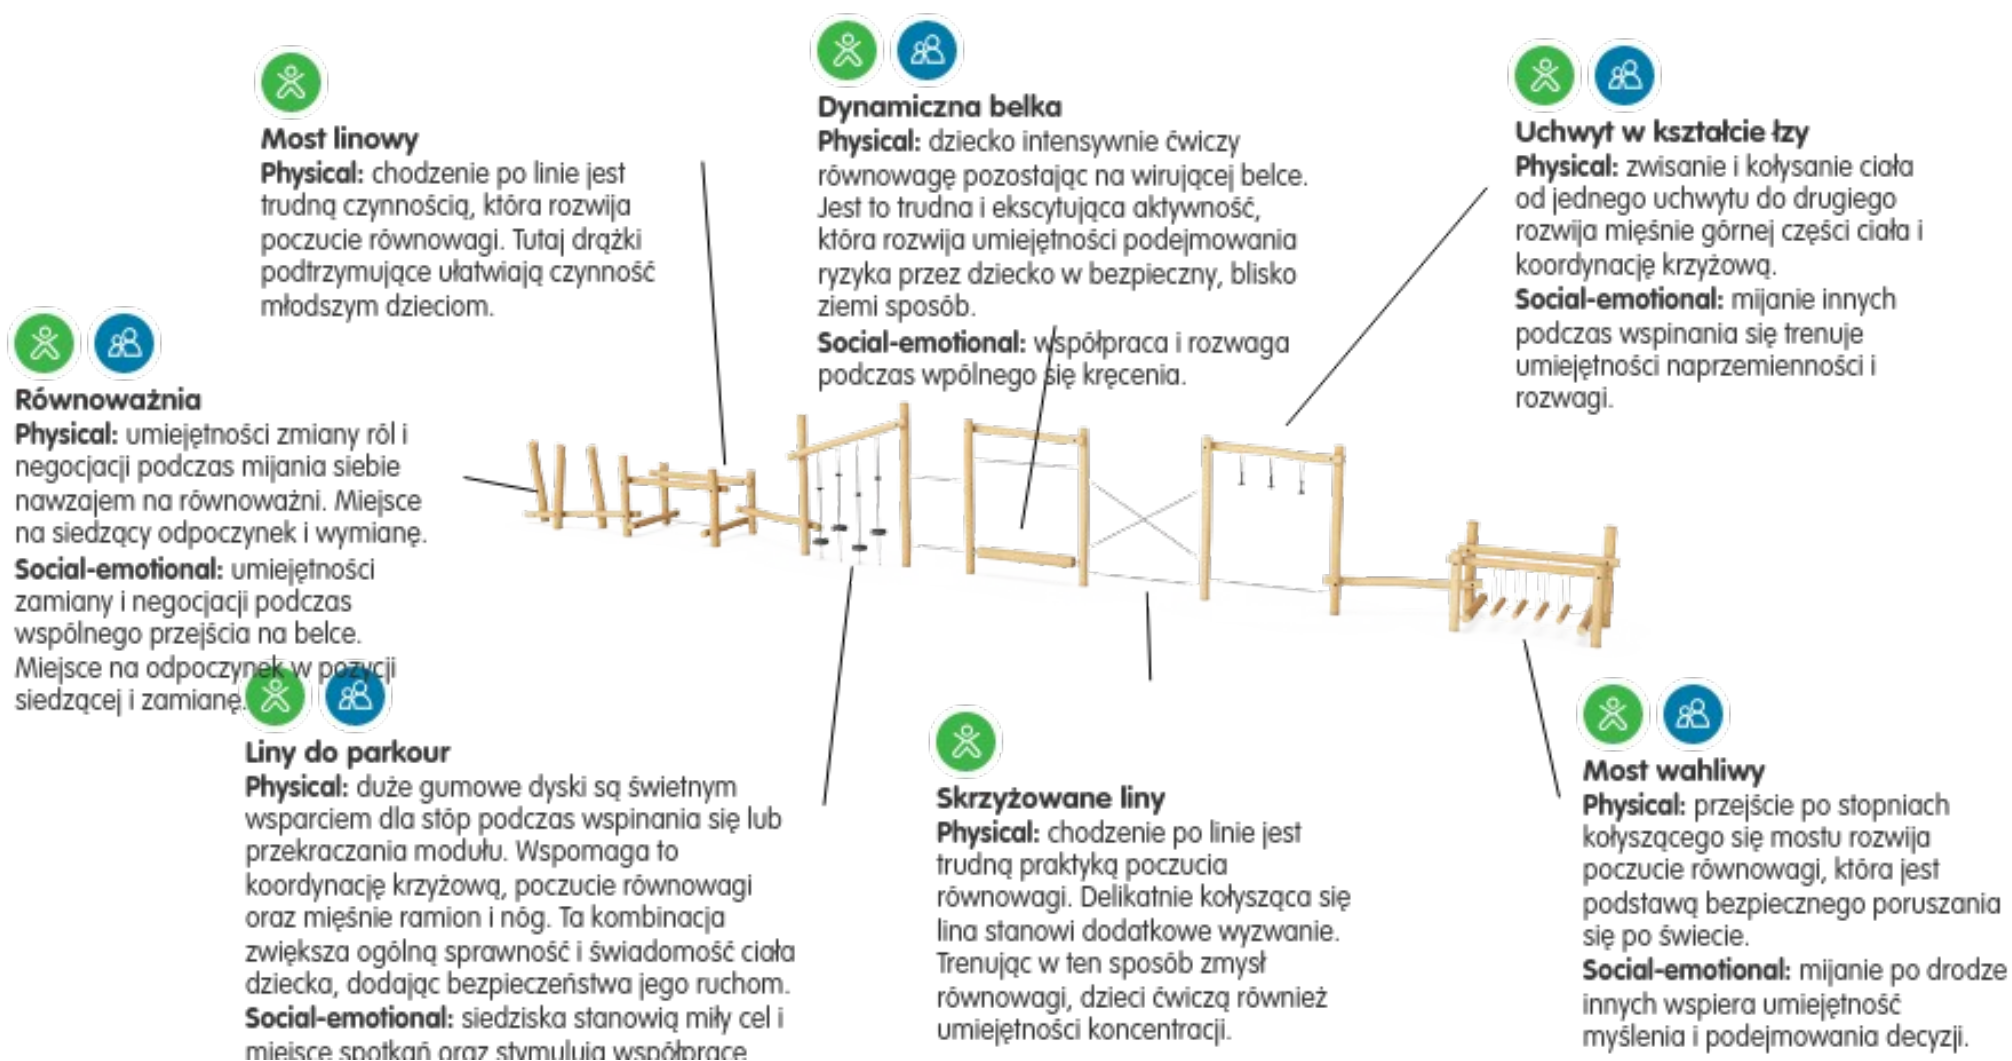 Most linowy
Physical: chodzenie po linie jest
trudną czynnością, która rozwija
poczucie równowagi. Tutaj drążki
podtrzymujące ułatwiają czynność
młodszym dzieciom.
Dynamiczna belka
Physical: dziecko intensywnie ćwiczy
równowagę pozostając na wirującej belce.
Jest to trudna i ekscytująca aktywność,
która rozwija umiejętności podejmowania
ryzyka przez dziecko w bezpieczny, blisko
ziemi sposób.
Social-emotional: współpraca i rozwaga
podczas wpólnego się kręcenia.
Uchwyt w kształcie łzy
Physical: zwisanie i kołysanie ciała
od jednego uchwytu do drugiego
rozwija mięśnie górnej części ciała i
koordynację krzyżową.
Social-emotional: mijanie innych
podczas wspinania się trenuje
umiejętności naprzemienności i
rozwagi.
Równoważnia
Physical: umiejętności zmiany ról i
negocjacji podczas mijania siebie
nawzajem na równoważni. Miejsce
na siedzący odpoczynek i wymianę.
Social-emotional: umiejętności
zamiany i negocjacji podczas
wspólnego przejścia na belce.
Miejsce na odpoczynek w pozycji
siedzącej i zamianę.
Liny do parkour
Physical: duże gumowe dyski są świetnym
wsparciem dla stóp podczas wspinania się lub
przekraczania modułu. Wspomaga to
koordynację krzyżową, poczucie równowagi
oraz mięśnie ramion i nóg. Ta kombinacja
zwiększa ogólną sprawność i świadomość ciała
dziecka, dodając bezpieczeństwa jego ruchom.
Social-emotional: siedziska stanowią miły cel i
miejsce spotkań oraz stymulują współpracę
Skrzyżowane liny
Physical: chodzenie po linie jest
trudną praktyką poczucia
równowagi. Delikatnie kołysząca się
lina stanowi dodatkowe wyzwanie.
Trenując w ten sposób zmysł
równowagi, dzieci ćwiczą również
umiejętności koncentracji.
Most wahliwy
Physical: przejście po stopniach
kołyszącego się mostu rozwija
poczucie równowagi, która jest
podstawą bezpiecznego poruszania
się po świecie.
Social-emotional: mijanie po drodze
innych wspiera umiejętność
myślenia i podejmowania decyzji.